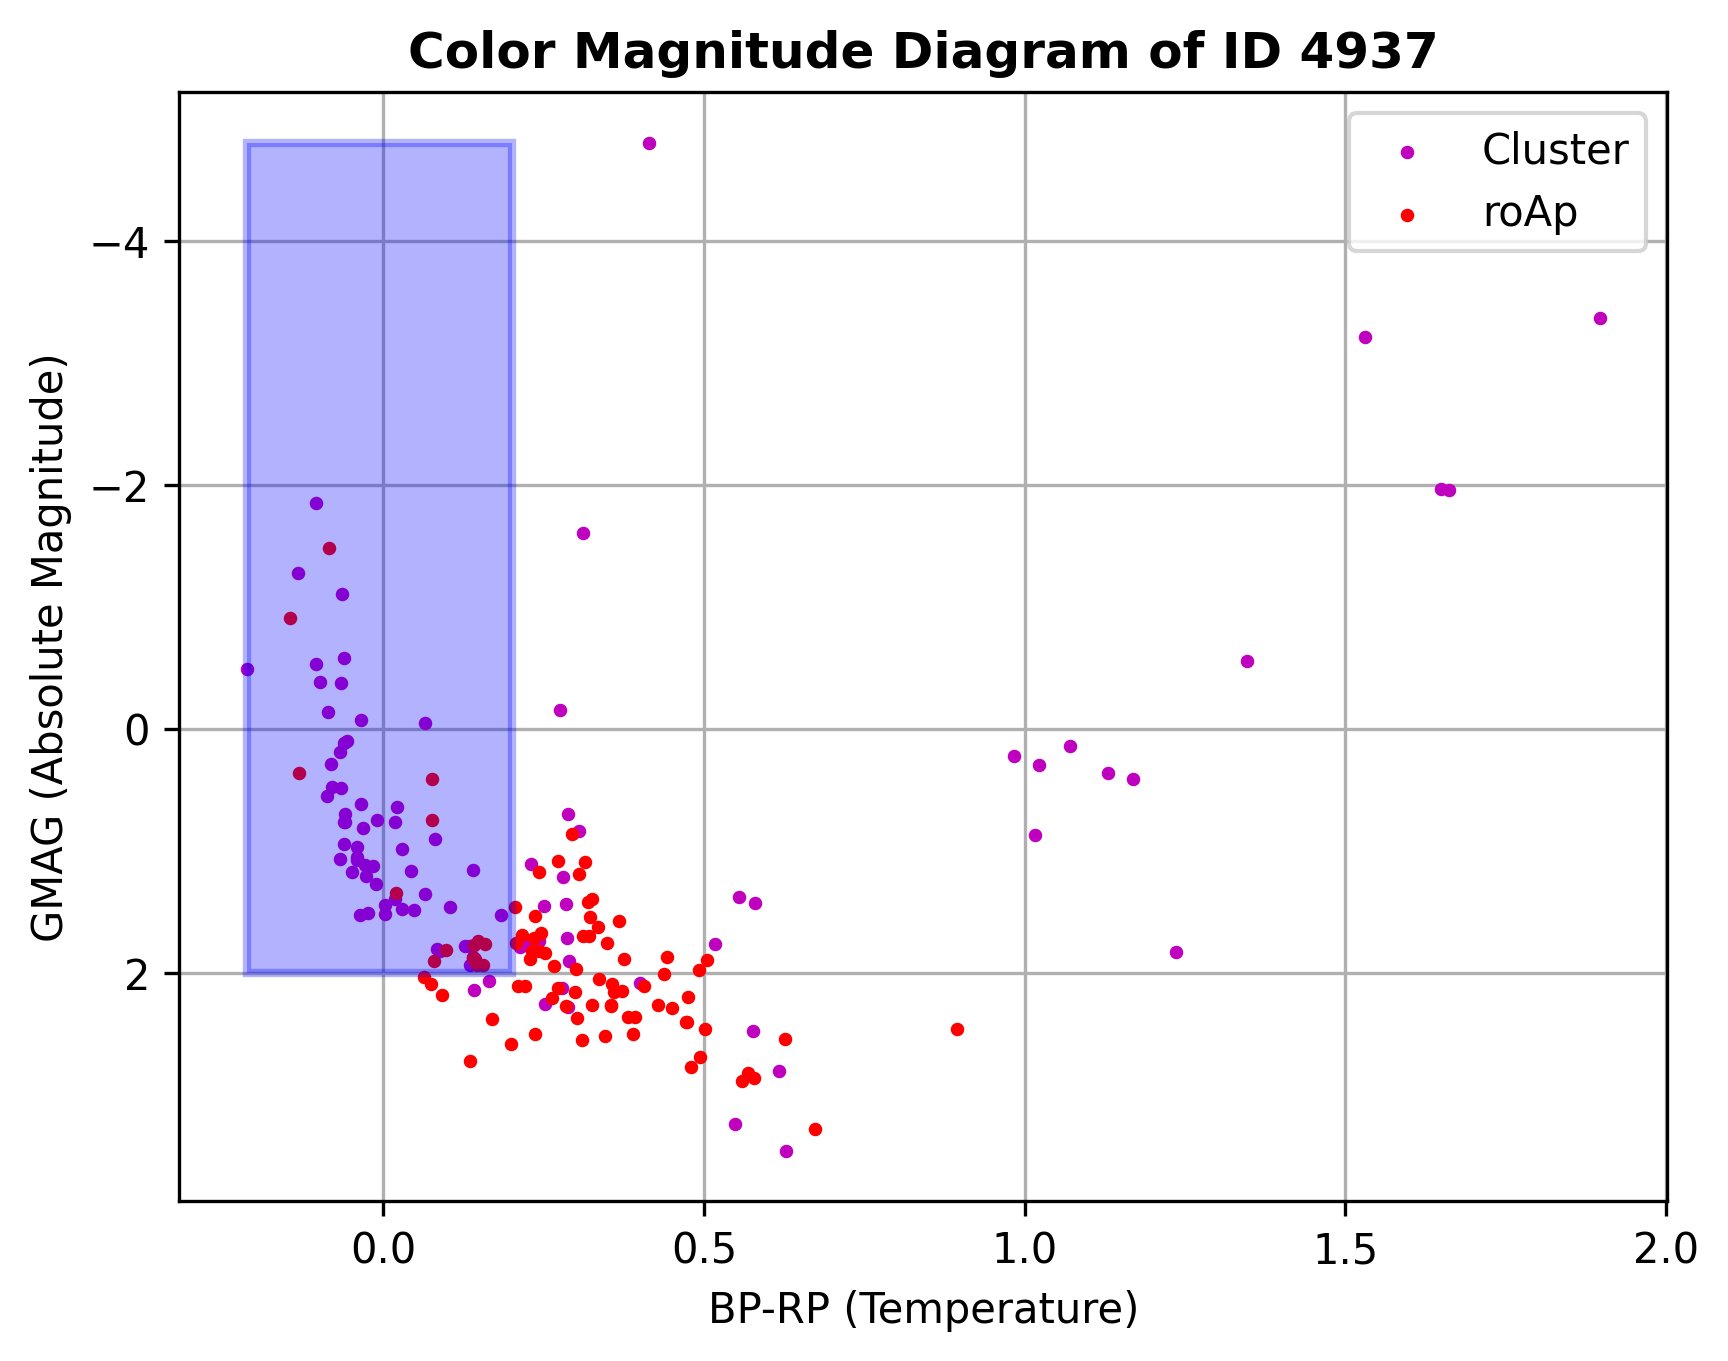 Color Magnitude Diagram of ID 4937
Cluster
roAp
GMAG (Absolute Magnitude)
−4
−2
0
2
0.0 0.5 1.0 1.5 2.0
BP-RP (Temperature)